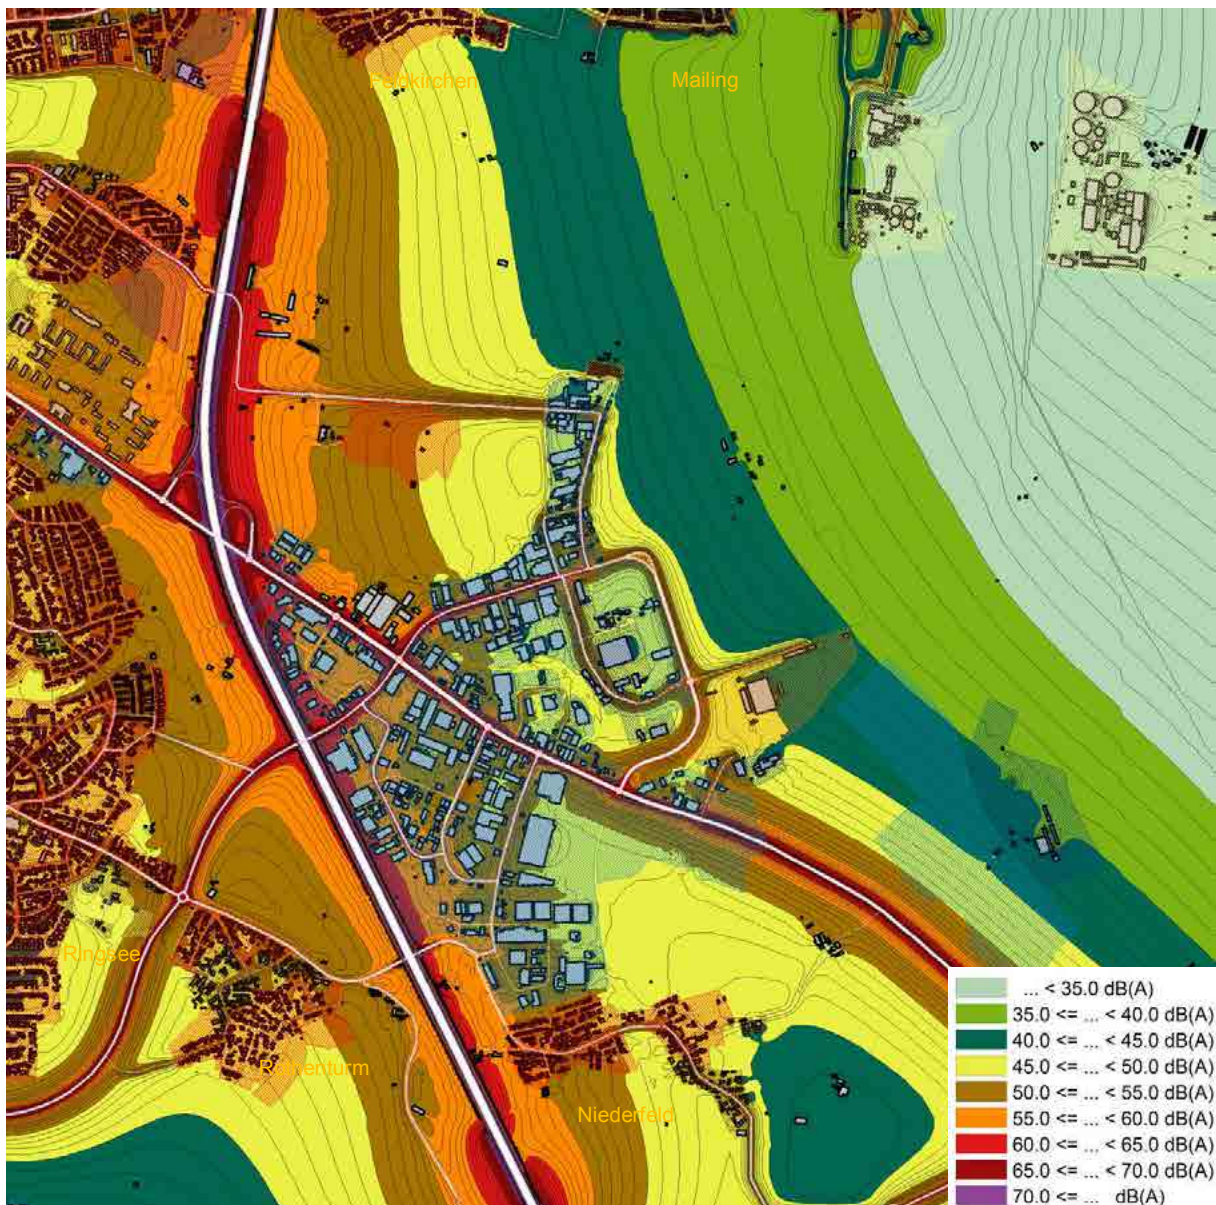 Feldkirchen
Mailing
Ringsee
Rothenturm
Niederfeld
... < 35.0 dB(A)
35.0 <= ... < 40.0 dB(A)
40.0 <= ... < 45.0 dB(A)
45.0 <= ... < 50.0 dB(A)
50.0 <= ... < 55.0 dB(A)
55.0 <= ... < 60.0 dB(A)
60.0 <= ... < 65.0 dB(A)
65.0 <= ... < 70.0 dB(A)
70.0 <= ... dB(A)